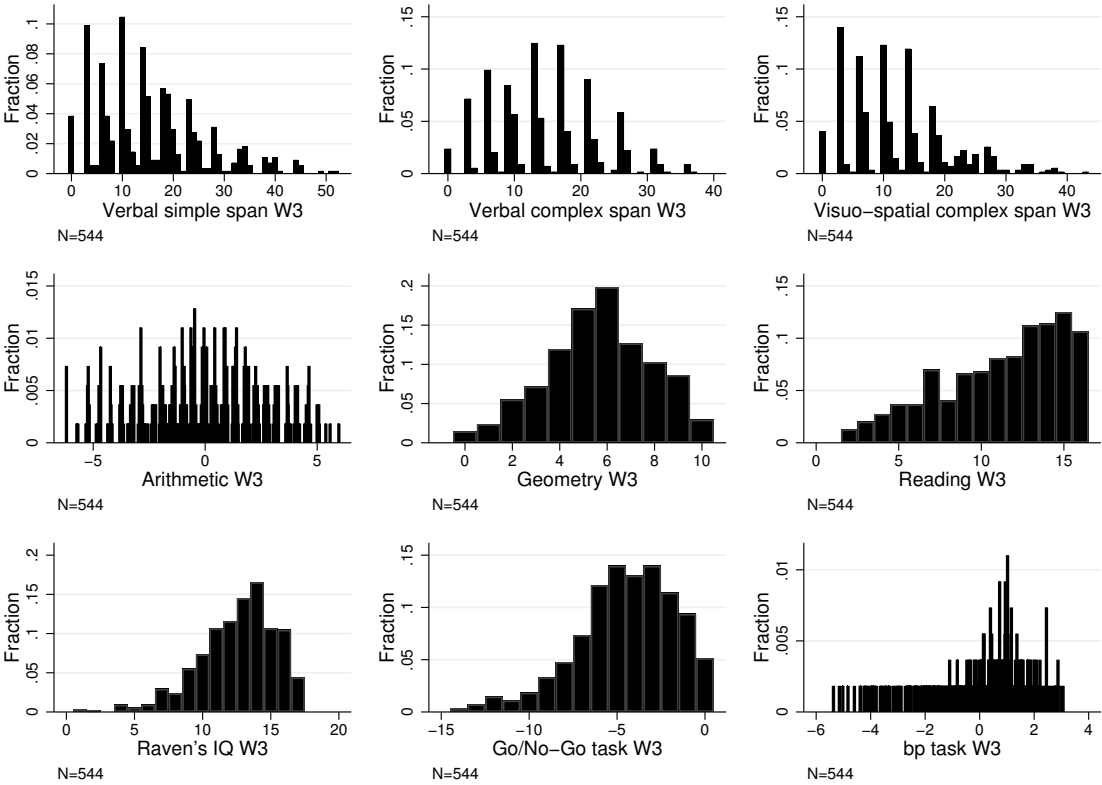 Fraction
0 .02 .04 .06 .08 .1
0 10 20 30 40 50
Verbal simple span W3
N=544
Fraction
0 .05 .1 .15
0 10 20 30 40
Verbal complex span W3
N=544
Fraction
0 .05 .1 .15
0 10 20 30 40
Visuo−spatial complex span W3
N=544
Fraction
0 .005 .01 .015
−5 0 5
Arithmetic W3
N=544
Fraction
0 .05 .1 .15 .2
0 2 4 6 8 10
Geometry W3
N=544
Fraction
0 .05 .1 .15
0 5 10 15
Reading W3
N=544
Fraction
0 .05 .1 .15 .2
0 5 10 15 20
Raven's IQ W3
N=544
Fraction
0 .05 .1 .15
−15 −10 −5 0
Go/No−Go task W3
N=544
Fraction
0 .005 .01
−6 −4 −2 0 2 4
bp task W3
N=544